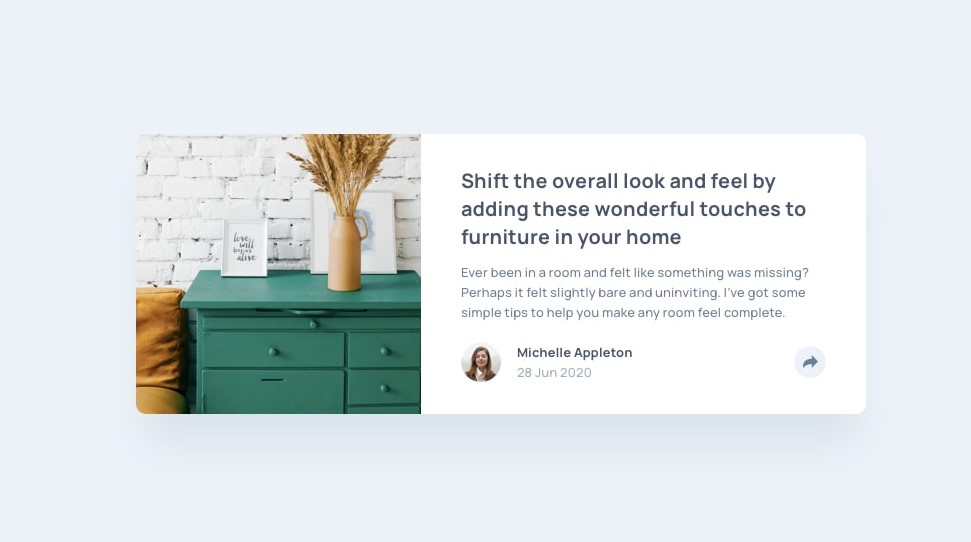 love
will
keep us
alive
Shift the overall look and feel by
adding these wonderful touches to
furniture in your home
Ever been in a room and felt like something was missing?
Perhaps it felt slightly bare and uninviting. I've got some
simple tips to help you make any room feel complete.
Michelle Appleton
28 Jun 2020